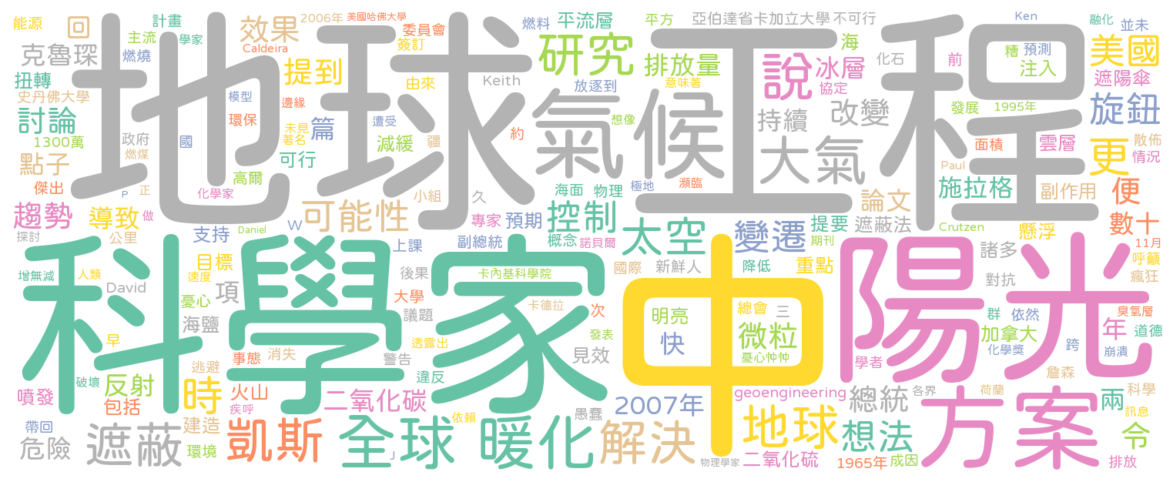 地球工程
科學家
中
陽光
氣候
方案
全球
暖化
研究
說
大氣
美國
更
太空
遮蔽
凱斯
解決
地球
控制
可能性
時
效果
回
提到
克魯琛
排放量
冰層
改變
持續
旋鈕
變遷
討論
趨勢
導致
點子
篇
便
數十
施拉格
論文
副作用
微粒
快
2007年
二氧化碳
想法
總統
兩
令
年
項
危險
反射
火山
海鹽
目標
支持
扭轉
能源
計畫
主流
學家
2006年
美國哈佛大學
委員會
簽訂
燃料
平流層
平方
亞伯達省卡加立大學
不可行
Ken
融化
海
化石
並未
前
預測
糟
注入
遮陽傘
協定
意味著
Keith
由來
放逐到
想像
Caldeira
燃燒
史丹佛大學
模型
邊緣
環保
1300萬
政府
國
未見
著名
遭受
減緩
疆
約
可行
燃煤
高爾
傑出
P
正
化學家
小組
久
海面
物理
極地
瀕臨
發展
1995年
面積
雲層
散佈
情況
Paul
W
專家
預期
提要
遮蔽法
Crutzen
懸浮
做
Daniel
探討
公里
上課
副總統
概念
諾貝爾
期刊
諸多
11月
呼籲
瘋狂
增無減
人類
速度
David
憂心
後果
卡內基科學院
國際
新鮮人
降低
重點
對抗
大學
議題
卡德拉
次
發表
明亮
總會
三
憂心忡忡
群
依然
加拿大
臭氧層
道德
早
事態
消失
透露出
警告
見效
化學獎
跨
崩潰
學者
逃避
破壞
違反
噴發
包括
疾呼
依賴
愚蠢
geoengineering
各界
荷蘭
詹森
科學
訊息
帶回
建造
環境
」
物理學家
二氧化硫
1965年
成因
排放